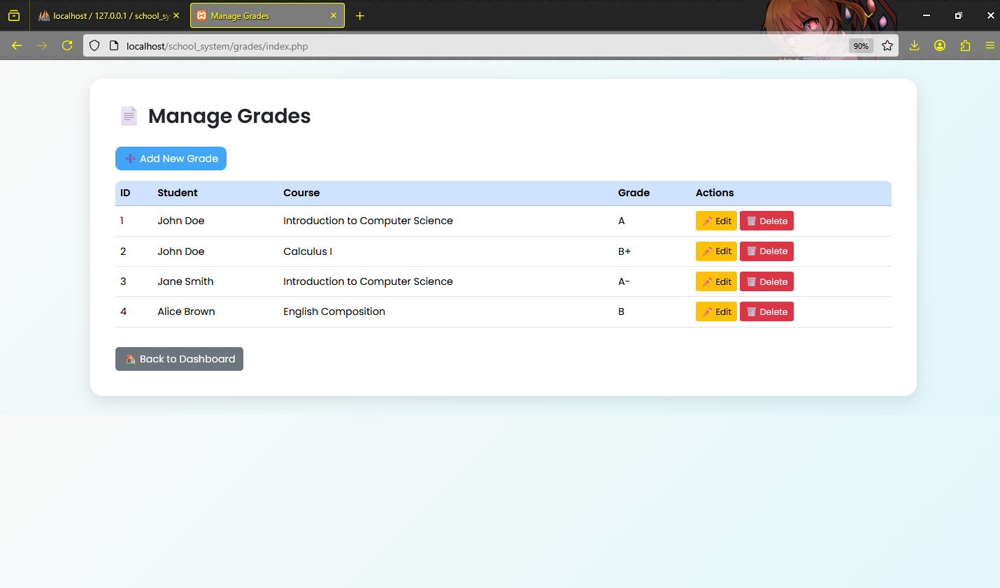 localhost / 127.0.0.1 / school_sy
Manage Grades
localhost/school_system/grades/index.php
90%
Manage Grades
Add New Grade
ID Student Course Grade Actions
1 John Doe Introduction to Computer Science A Edit Delete
2 John Doe Calculus I B+ Edit Delete
3 Jane Smith Introduction to Computer Science A- Edit Delete
4 Alice Brown English Composition B Edit Delete
Back to Dashboard